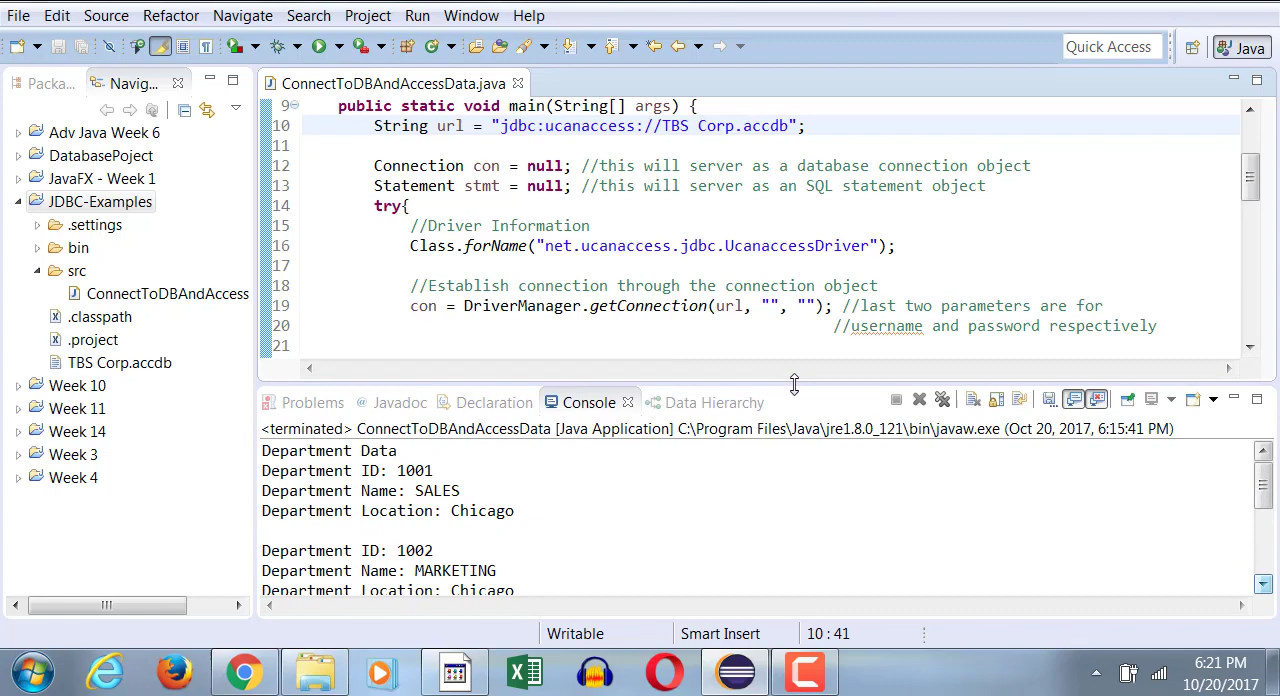 File Edit Source Refactor Navigate Search Project Run Window Help
Quick Access Java
Packa... Navig... ConnectToDBAndAccessData.java
Adv Java Week 6
DatabasePoject
JavaFX - Week 1
JDBC-Examples
.settings
bin
src
ConnectToDBAndAccess
.classpath
.project
TBS Corp.accdb
Week 10
Week 11
Week 14
Week 3
Week 4
9 public static void main(String[] args) {
10 String url = "jdbc:ucanaccess://TBS Corp.accdb";
11
12 Connection con = null; //this will server as a database connection object
13 Statement stmt = null; //this will server as an SQL statement object
14 try{
15 //Driver Information
16 Class.forName("net.ucanaccess.jdbc.UcanaccessDriver");
17
18 //Establish connection through the connection object
19 con = DriverManager.getConnection(url, "", ""); //last two parameters are for
20 //username and password respectively
21
Problems @ Javadoc Declaration Console Data Hierarchy
<terminated> ConnectToDBAndAccessData [Java Application] C:\Program Files\Java\jre1.8.0_121\bin\javaw.exe (Oct 20, 2017, 6:15:41 PM)
Department Data
Department ID: 1001
Department Name: SALES
Department Location: Chicago
Department ID: 1002
Department Name: MARKETING
Department Location: Chicago
Writable Smart Insert 10 : 41
6:21 PM
10/20/2017